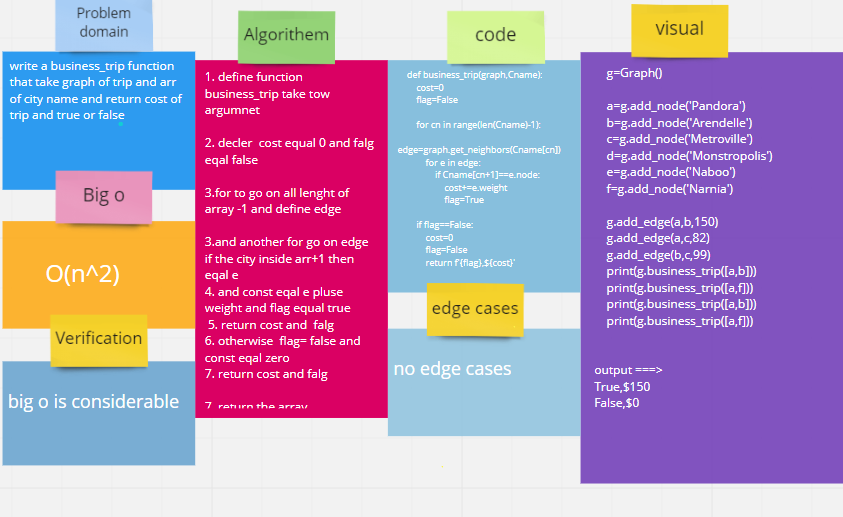 Problem
domain
write a business_trip function
that take graph of trip and arr
of city name and return cost of
trip and true or false
Big o
O(n^2)
Verification
big o is considerable
Algorithem
1. define function
business_trip take tow
argumnet
2. decler  cost equal 0 and falg
eqal false
3.for to go on all lenght of
array -1 and define edge
3.and another for go on edge
if the city inside arr+1 then
eqal e
4. and const eqal e pluse
weight and flag equal true
5. return cost and  falg
6. otherwise  flag= false and
const eqal zero
7. return cost and falg
7  return the array
code
def business_trip(graph,Cname):
cost=0
flag=False
for cn in range(len(Cname)-1):
edge=graph.get_neighbors(Cname[cn])
for e in edge:
if Cname[cn+1]==e.node:
cost+=e.weight
flag=True
if flag==False:
cost=0
flag=False
return f'{flag},${cost}'
edge cases
no edge cases
visual
g=Graph()
a=g.add_node('Pandora')
b=g.add_node('Arendelle')
c=g.add_node('Metroville')
d=g.add_node('Monstropolis')
e=g.add_node('Naboo')
f=g.add_node('Narnia')
g.add_edge(a,b,150)
g.add_edge(a,c,82)
g.add_edge(b,c,99)
print(g.business_trip([a,b]))
print(g.business_trip([a,f]))
print(g.business_trip([a,b]))
print(g.business_trip([a,f]))
output ===>
True,$150
False,$0